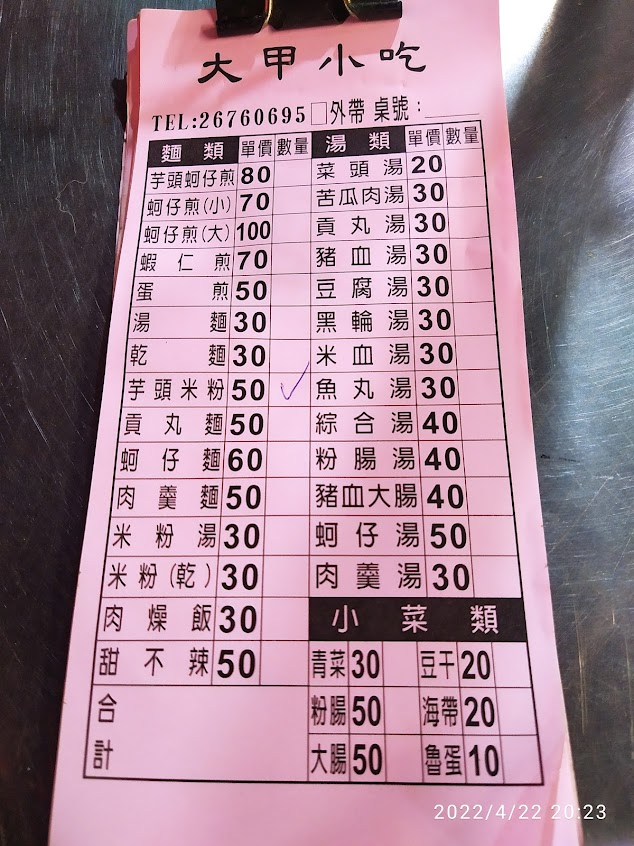 大甲小吃
TEL:26760695□外帶 桌號：
麵類 單價 數量 湯類 單價 數量
芋頭蚵仔煎 80 菜頭湯 20
蚵仔煎(小) 70 苦瓜肉湯 30
蚵仔煎(大) 100 貢丸湯 30
蝦仁煎 70 豬血湯 30
蛋煎 50 豆腐湯 30
湯麵 30 黑輪湯 30
乾麵 30 米血湯 30
芋頭米粉 50 魚丸湯 30
貢丸麵 50 綜合湯 40
蚵仔麵 60 粉腸湯 40
肉羹麵 50 豬血大腸 40
米粉湯 30 蚵仔湯 50
米粉(乾) 30 肉羹湯 30
肉燥飯 30 小菜類
甜不辣 50 青菜 30 豆干 20
合計 粉腸 50 海帶 20
大腸 50 魯蛋 10
2022/4/22 20:23